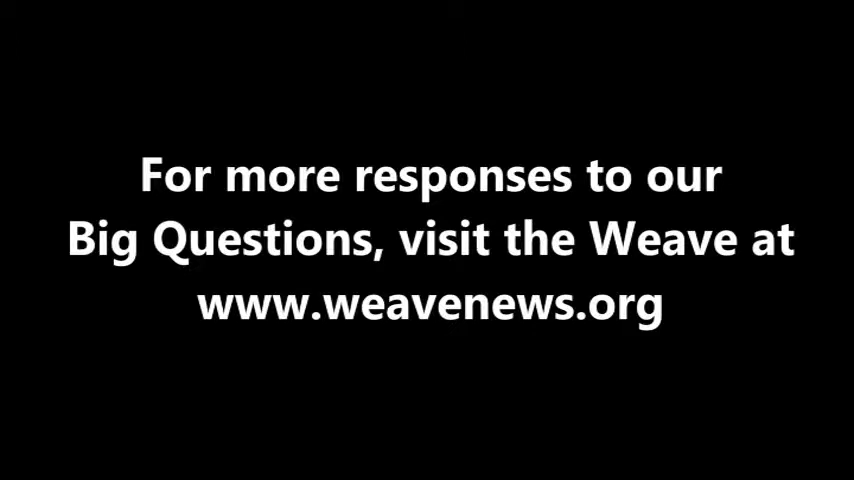 For more responses to our
Big Questions, visit the Weave at
www.weavenews.org